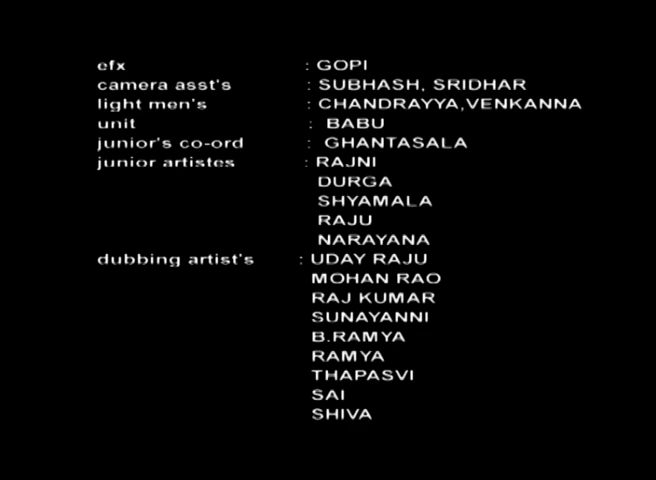 efx : GOPI
camera asst's : SUBHASH, SRIDHAR
light men's : CHANDRAYYA,VENKANNA
unit : BABU
junior's co-ord : GHANTASALA
junior artistes : RAJNI
DURGA
SHYAMALA
RAJU
NARAYANA
dubbing artist's : UDAY RAJU
MOHAN RAO
RAJ KUMAR
SUNAYANNI
B.RAMYA
RAMYA
THAPASVI
SAI
SHIVA